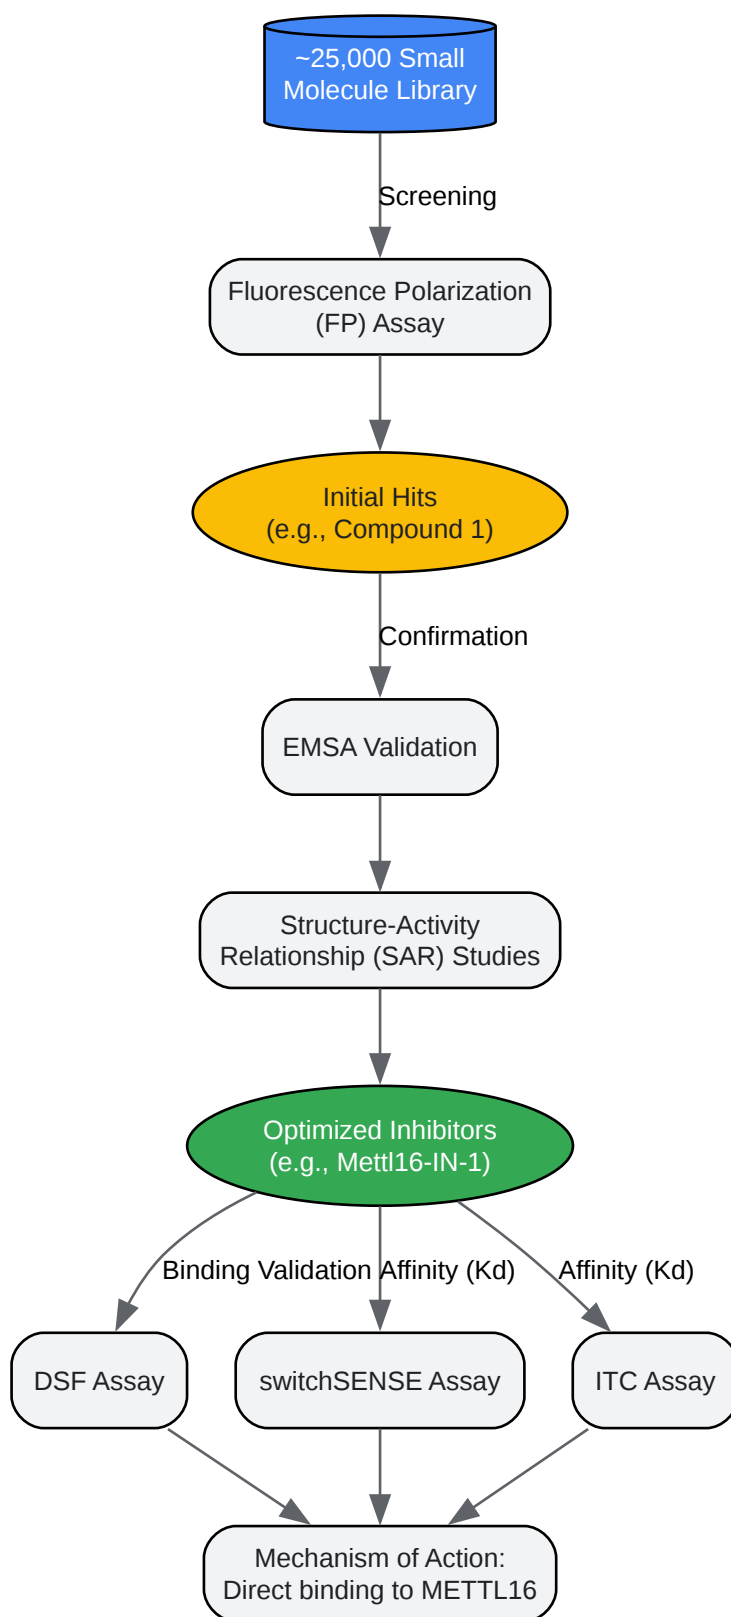 ~25,000 Small
Molecule Library
Screening
Fluorescence Polarization
(FP) Assay
Initial Hits
(e.g., Compound 1)
Confirmation
EMSA Validation
Structure-Activity
Relationship (SAR) Studies
Optimized Inhibitors
(e.g., Mettl16-IN-1)
Binding Validation
Affinity (Kd)
Affinity (Kd)
DSF Assay
switchSENSE Assay
ITC Assay
Mechanism of Action:
Direct binding to METTL16